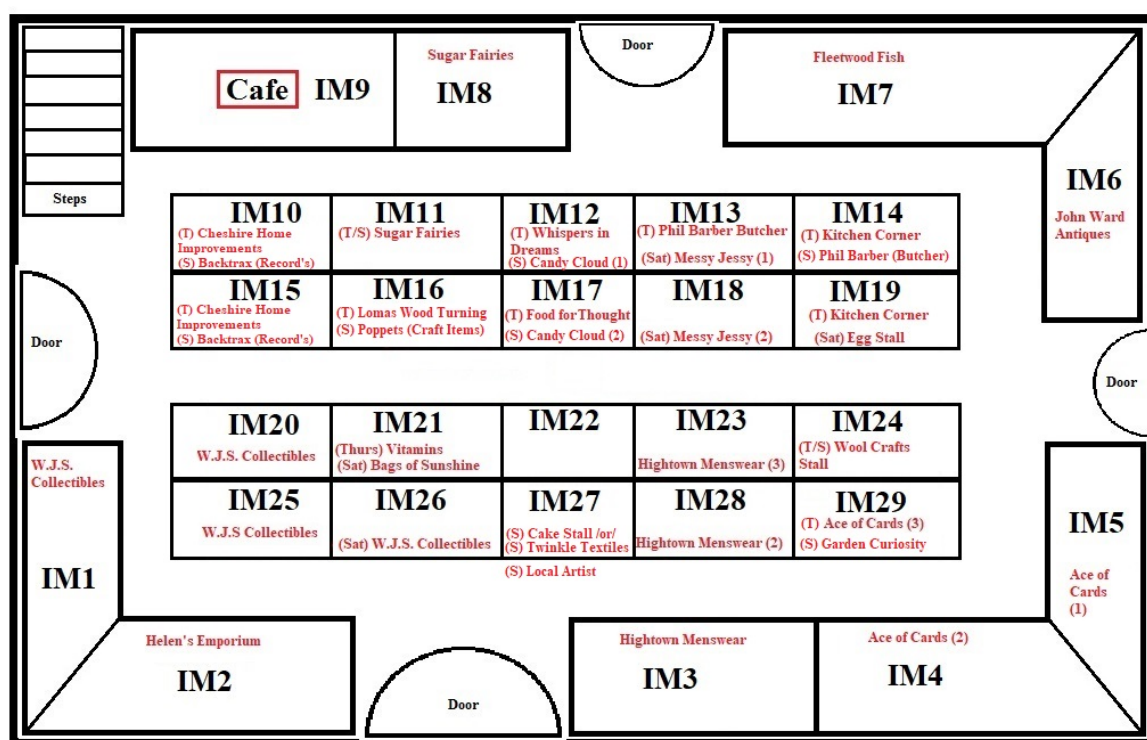 Steps
Cafe IM9
Sugar Fairies
IM8
Door
Fleetwood Fish
IM7
IM6
John Ward
Antiques
IM10
(T) Cheshire Home
Improvements
(S) Backtrax (Record's)
IM11
(T/S) Sugar Fairies
IM12
(T) Whispers in
Dreams
(S) Candy Cloud (1)
IM13
(T) Phil Barber Butcher
(Sat) Messy Jessy (1)
IM14
(T) Kitchen Corner
(S) Phil Barber (Butcher)
IM15
(T) Cheshire Home
Improvements
(S) Backtrax (Record's)
IM16
(T) Lomas Wood Turning
(S) Poppets (Craft Items)
IM17
(T) Food for Thought
(S) Candy Cloud (2)
IM18
(Sat) Messy Jessy (2)
IM19
(T) Kitchen Corner
(Sat) Egg Stall
Door
Door
IM20
W.J.S. Collectibles
IM21
(Thurs) Vitamins
(Sat) Bags of Sunshine
IM22
IM23
Hightown Menswear (3)
IM24
(T/S) Wool Crafts
Stall
IM25
W.J.S Collectibles
IM26
(Sat) W.J.S. Collectibles
IM27
(S) Cake Stall /or/
(S) Twinkle Textiles
(S) Local Artist
IM28
Hightown Menswear (2)
IM29
(T) Ace of Cards (3)
(S) Garden Curiosity
W.J.S.
Collectibles
IM1
Helen's Emporium
IM2
Door
Hightown Menswear
IM3
Ace of Cards (2)
IM4
IM5
Ace of
Cards
(1)